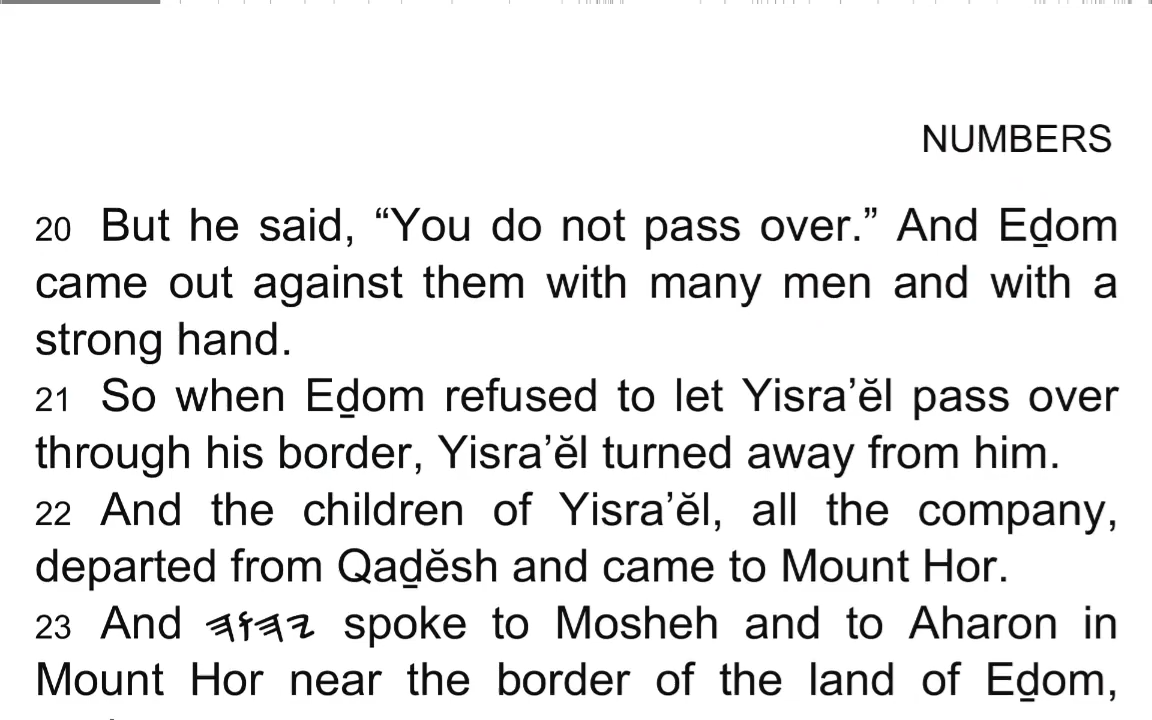 NUMBERS
20 But he said, “You do not pass over.” And Eḏom
came out against them with many men and with a
strong hand.
21 So when Eḏom refused to let Yisra’ĕl pass over
through his border, Yisra’ĕl turned away from him.
22 And the children of Yisra’ĕl, all the company,
departed from Qaḏĕsh and came to Mount Hor.
23 And 𐤉𐤄𐤅𐤄 spoke to Mosheh and to Aharon in
Mount Hor near the border of the land of Eḏom,